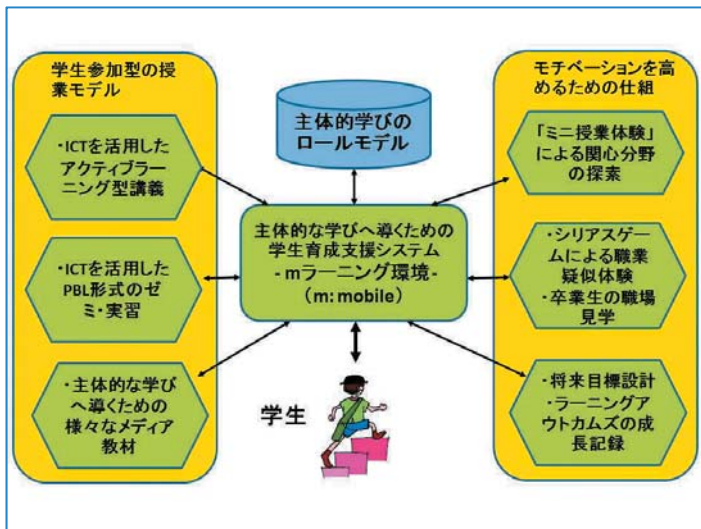 学生参加型の授
業モデル
・ICTを活用した
アクティブラー
ニング型講義
・ICTを活用した
PBL形式のゼ
ミ・実習
・主体的な学び
へ導くための
様々なメディア
教材
主体的学びの
ロールモデル
主体的な学びへ導くための
学生育成支援システム
- mラーニング環境-
（m: mobile）
学生
モチベーションを高
めるための仕組
「ミニ授業体験」
による関心分野
の探索
・シリアスゲー
ムによる職業
疑似体験
・卒業生の職場
見学
・将来目標設計
・ラーニングア
ウトカムズの成
長記録